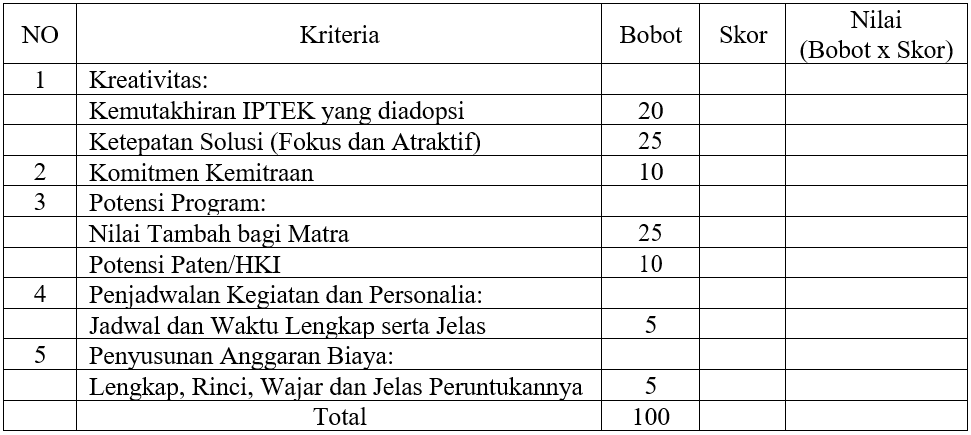 NO Kriteria Bobot Skor Nilai
(Bobot x Skor)
1 Kreativitas:
Kemutakhiran IPTEK yang diadopsi 20
Ketepatan Solusi (Fokus dan Atraktif) 25
2 Komitmen Kemitraan 10
3 Potensi Program:
Nilai Tambah bagi Matra 25
Potensi Paten/HKI 10
4 Penjadwalan Kegiatan dan Personalia:
Jadwal dan Waktu Lengkap serta Jelas 5
5 Penyusunan Anggaran Biaya:
Lengkap, Rinci, Wajar dan Jelas Peruntukannya 5
Total 100